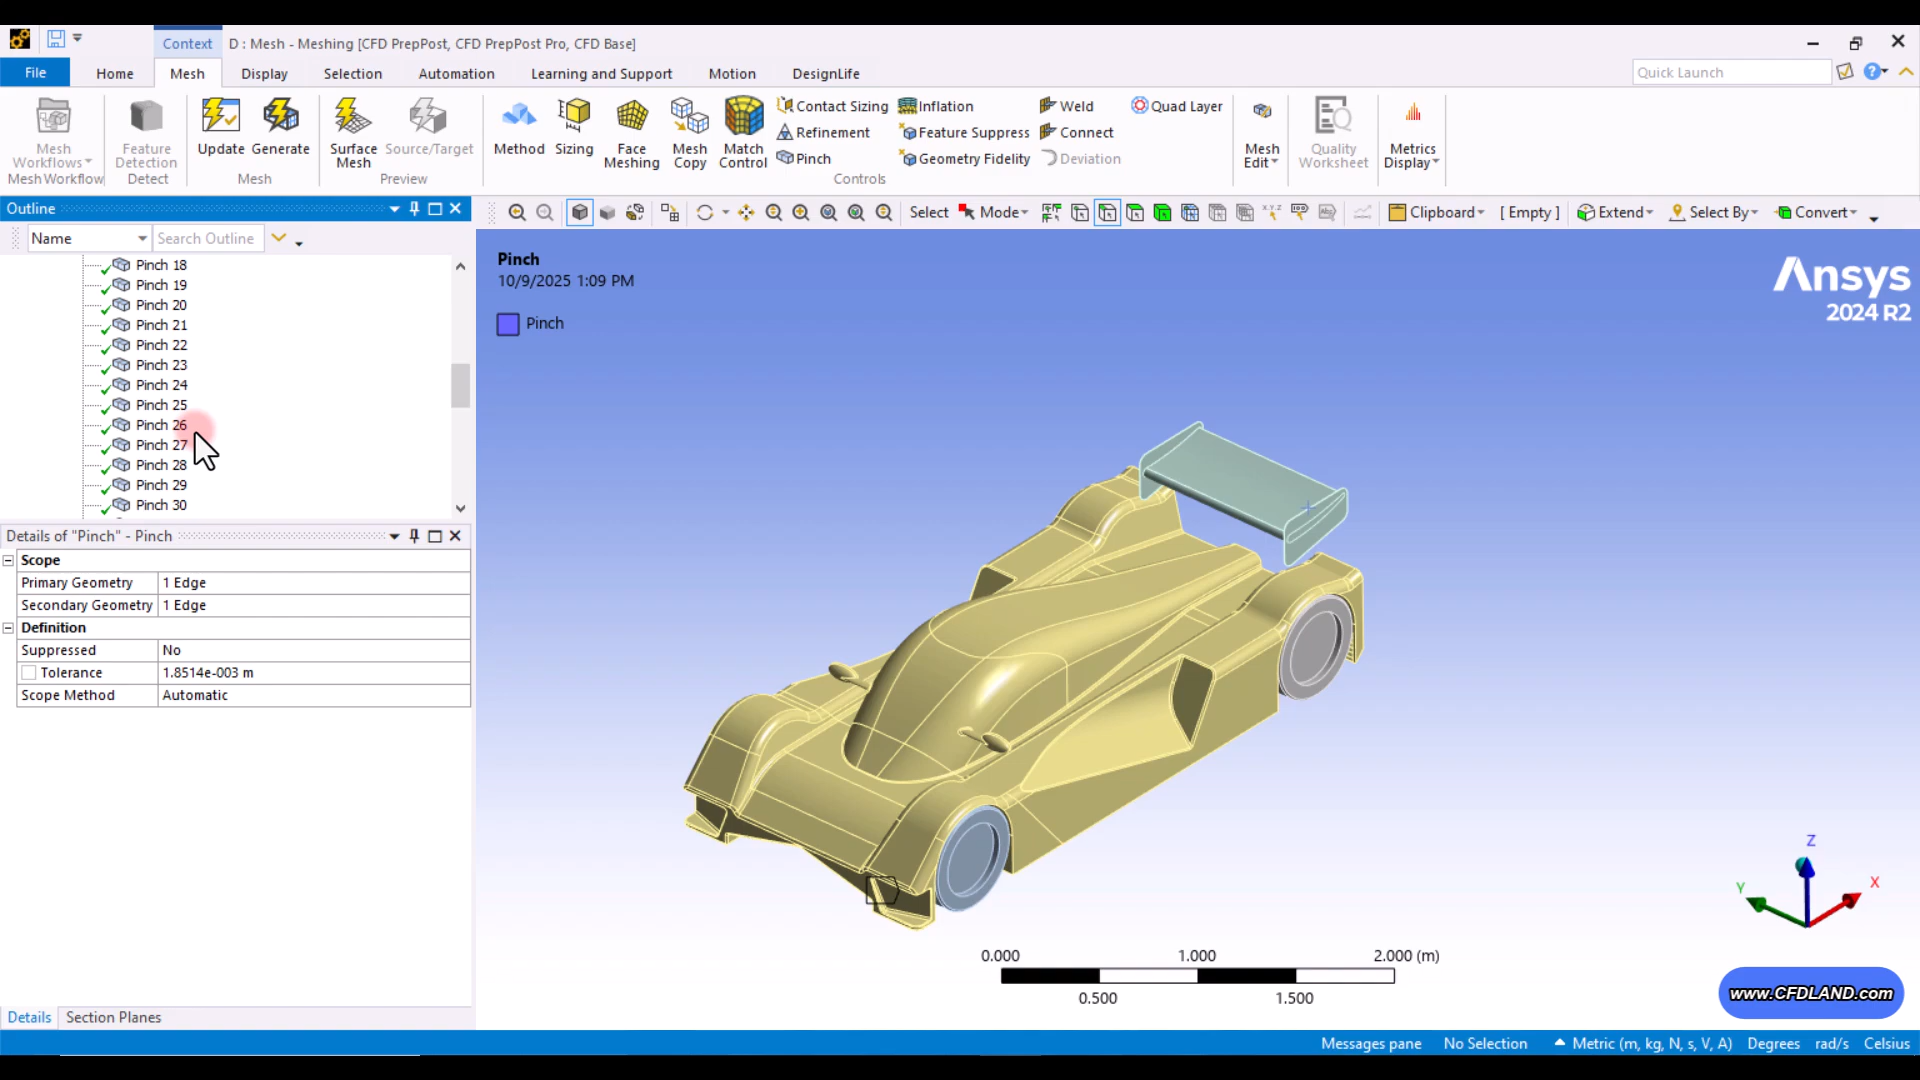 Context
D : Mesh - Meshing [CFD PrepPost, CFD PrepPost Pro, CFD Base]
File
Home
Mesh
Display
Selection
Automation
Learning and Support
Motion
DesignLife
Quick Launch
Mesh Workflows
MeshWorkflow
Feature Detection
Detect
Update
Generate
Mesh
Surface Mesh
Source/Target
Preview
Method
Sizing
Face Meshing
Mesh Copy
Match Control
Contact Sizing
Refinement
Pinch
Inflation
Feature Suppress
Geometry Fidelity
Weld
Connect
Deviation
Quad Layer
Controls
Mesh Edit
Quality Worksheet
Metrics Display
Outline
Name
Search Outline
Select
Mode
Clipboard
[ Empty ]
Extend
Select By
Convert
Pinch 18
Pinch 19
Pinch 20
Pinch 21
Pinch 22
Pinch 23
Pinch 24
Pinch 25
Pinch 26
Pinch 27
Pinch 28
Pinch 29
Pinch 30
Details of "Pinch" - Pinch
Scope
Primary Geometry 1 Edge
Secondary Geometry 1 Edge
Definition
Suppressed No
Tolerance 1.8514e-003 m
Scope Method Automatic
Details
Section Planes
Pinch
10/9/2025 1:09 PM
Pinch
Ansys
2024 R2
Z
Y
X
0.000 1.000 2.000 (m)
0.500 1.500
www.CFDLAND.com
Messages pane
No Selection
Metric (m, kg, N, s, V, A)
Degrees
rad/s
Celsius